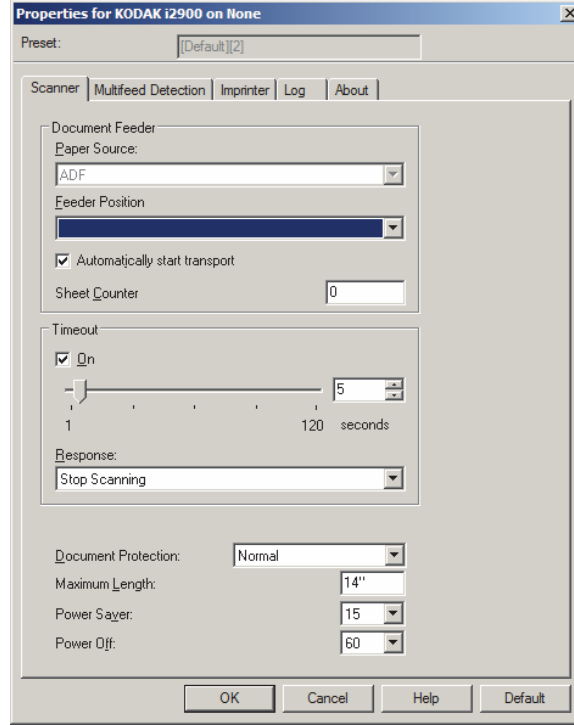 Properties for KODAK i2900 on None
Preset: [Default][2]
Scanner Multifeed Detection Imprinter Log About
Document Feeder
Paper Source:
ADF
Feeder Position
Automatically start transport
Sheet Counter 0
Timeout
On
5
1 120 seconds
Response:
Stop Scanning
Document Protection: Normal
Maximum Length: 14"
Power Saver: 15
Power Off: 60
OK Cancel Help Default